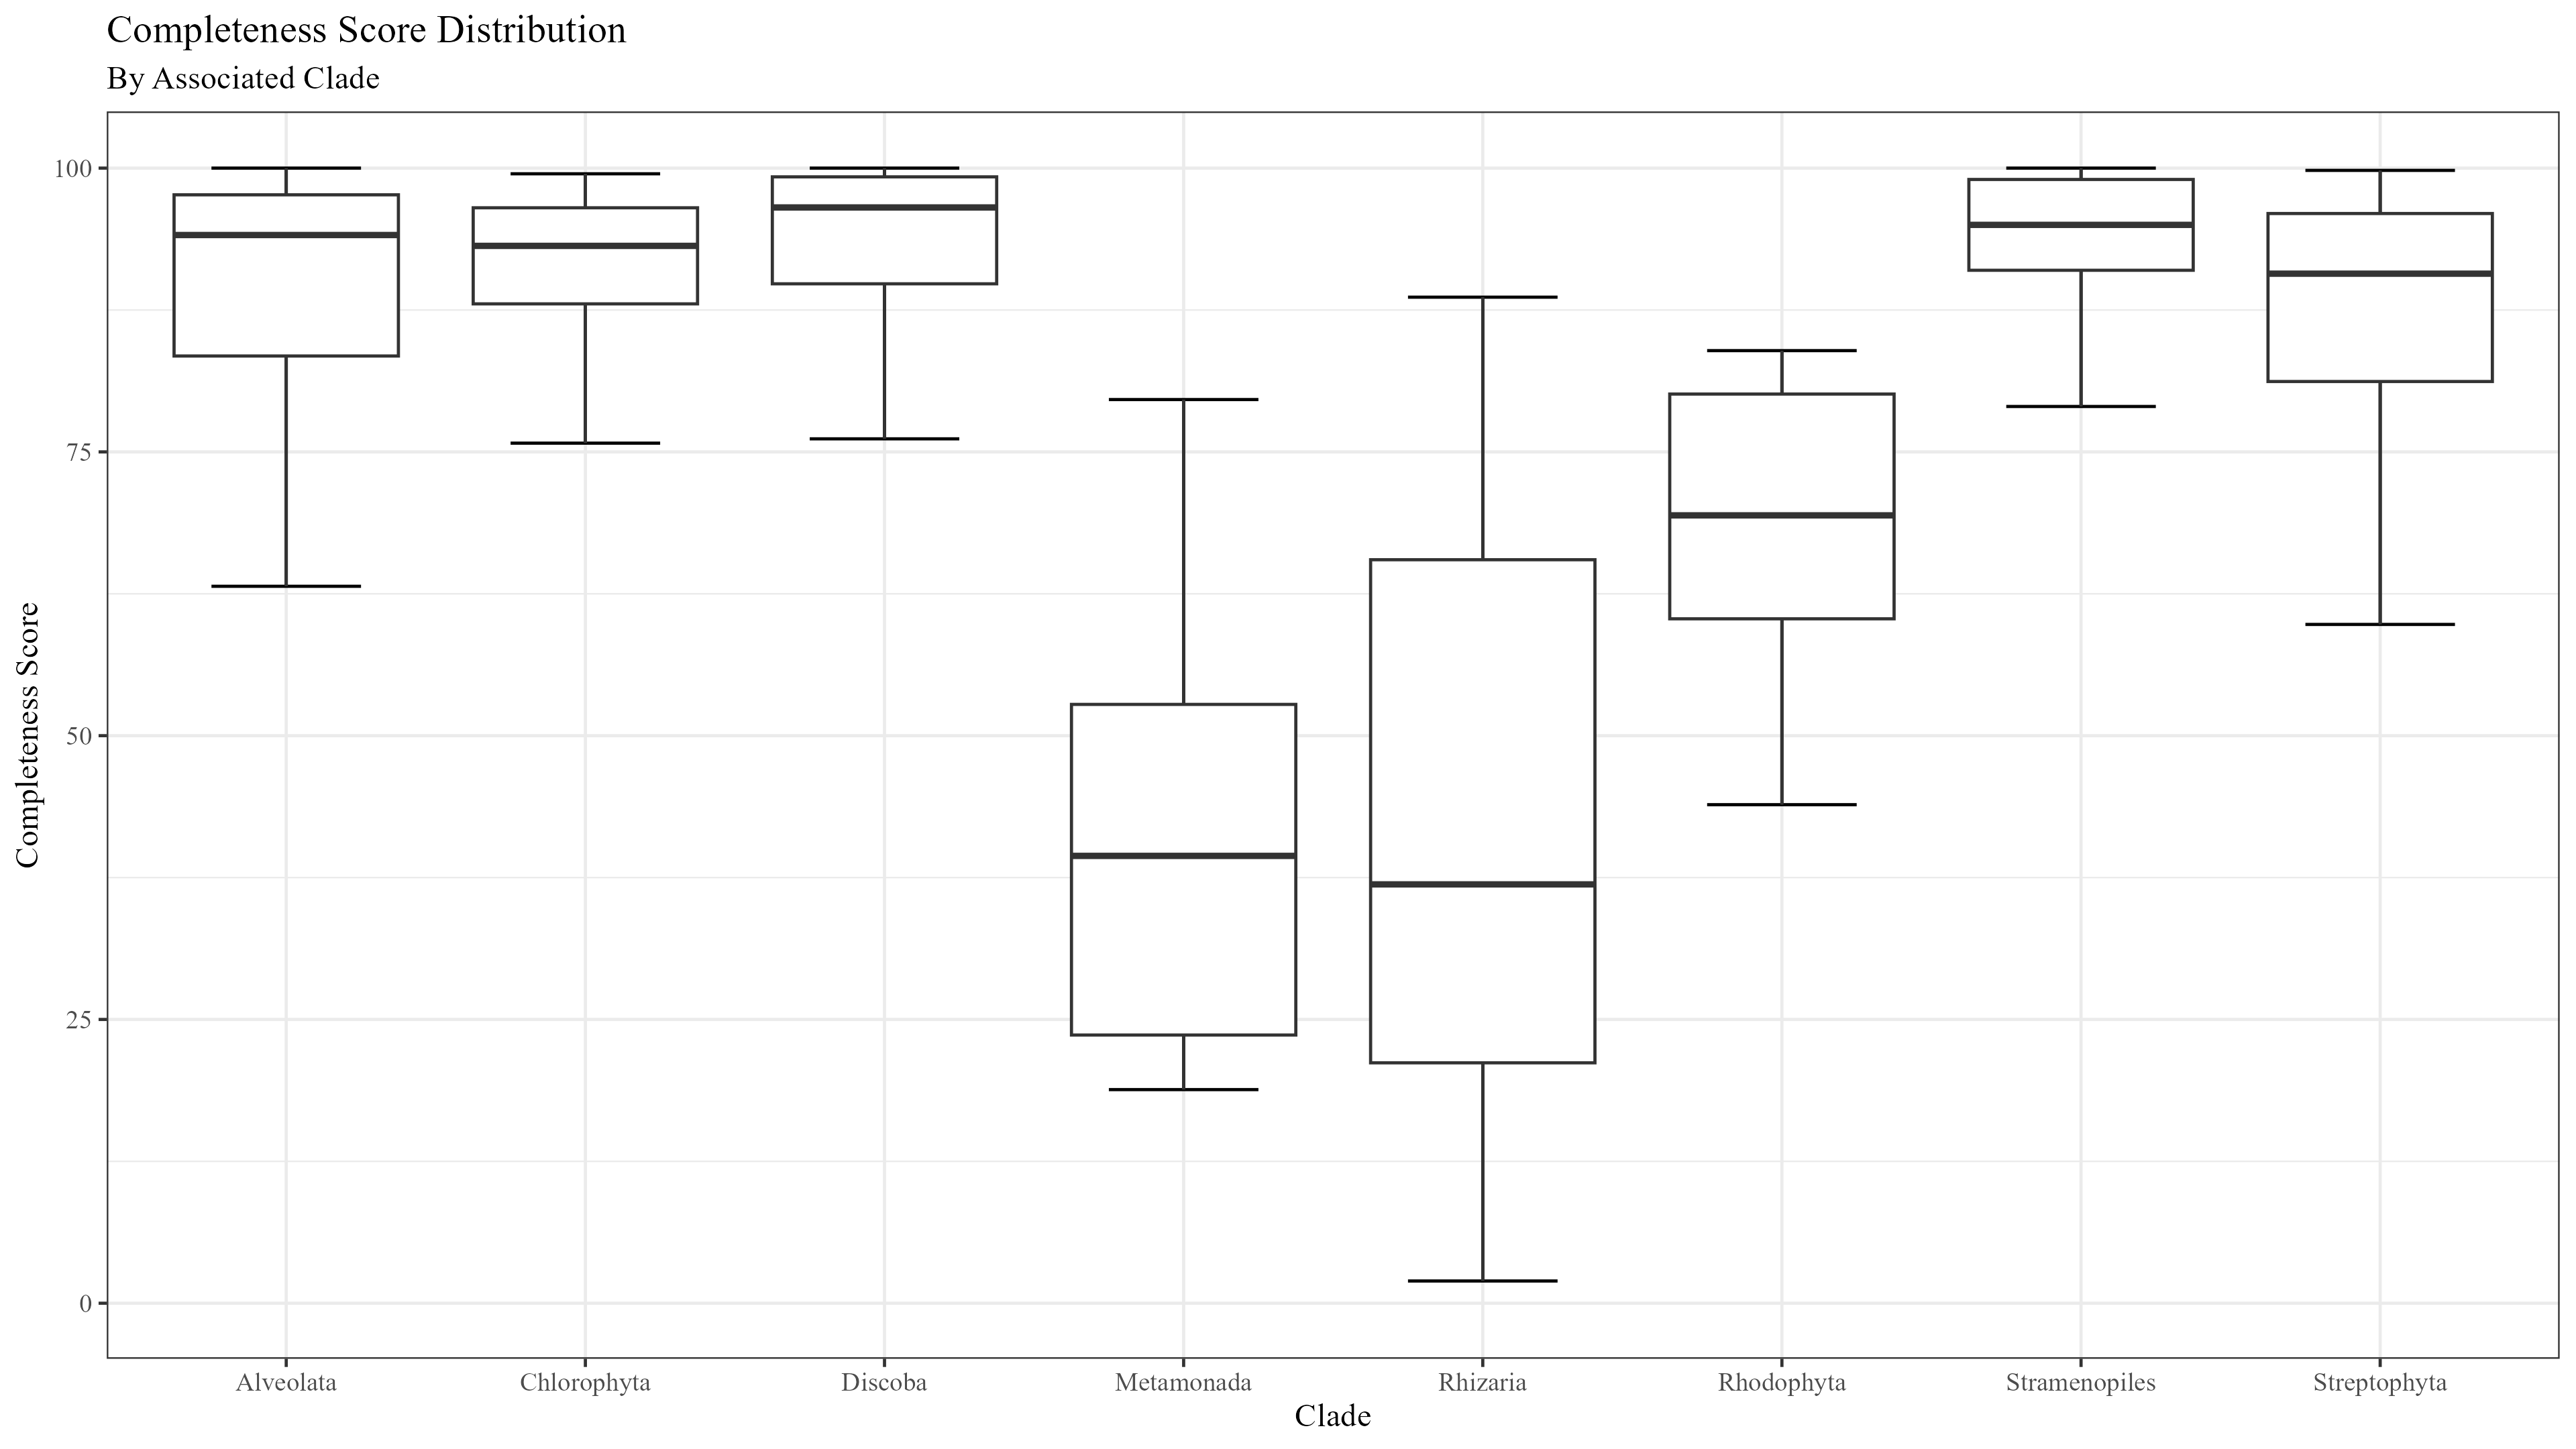 Completeness Score Distribution
By Associated Clade
Completeness Score
100
75
50
25
0
Alveolata
Chlorophyta
Discoba
Metamonada
Rhizaria
Rhodophyta
Stramenopiles
Streptophyta
Clade